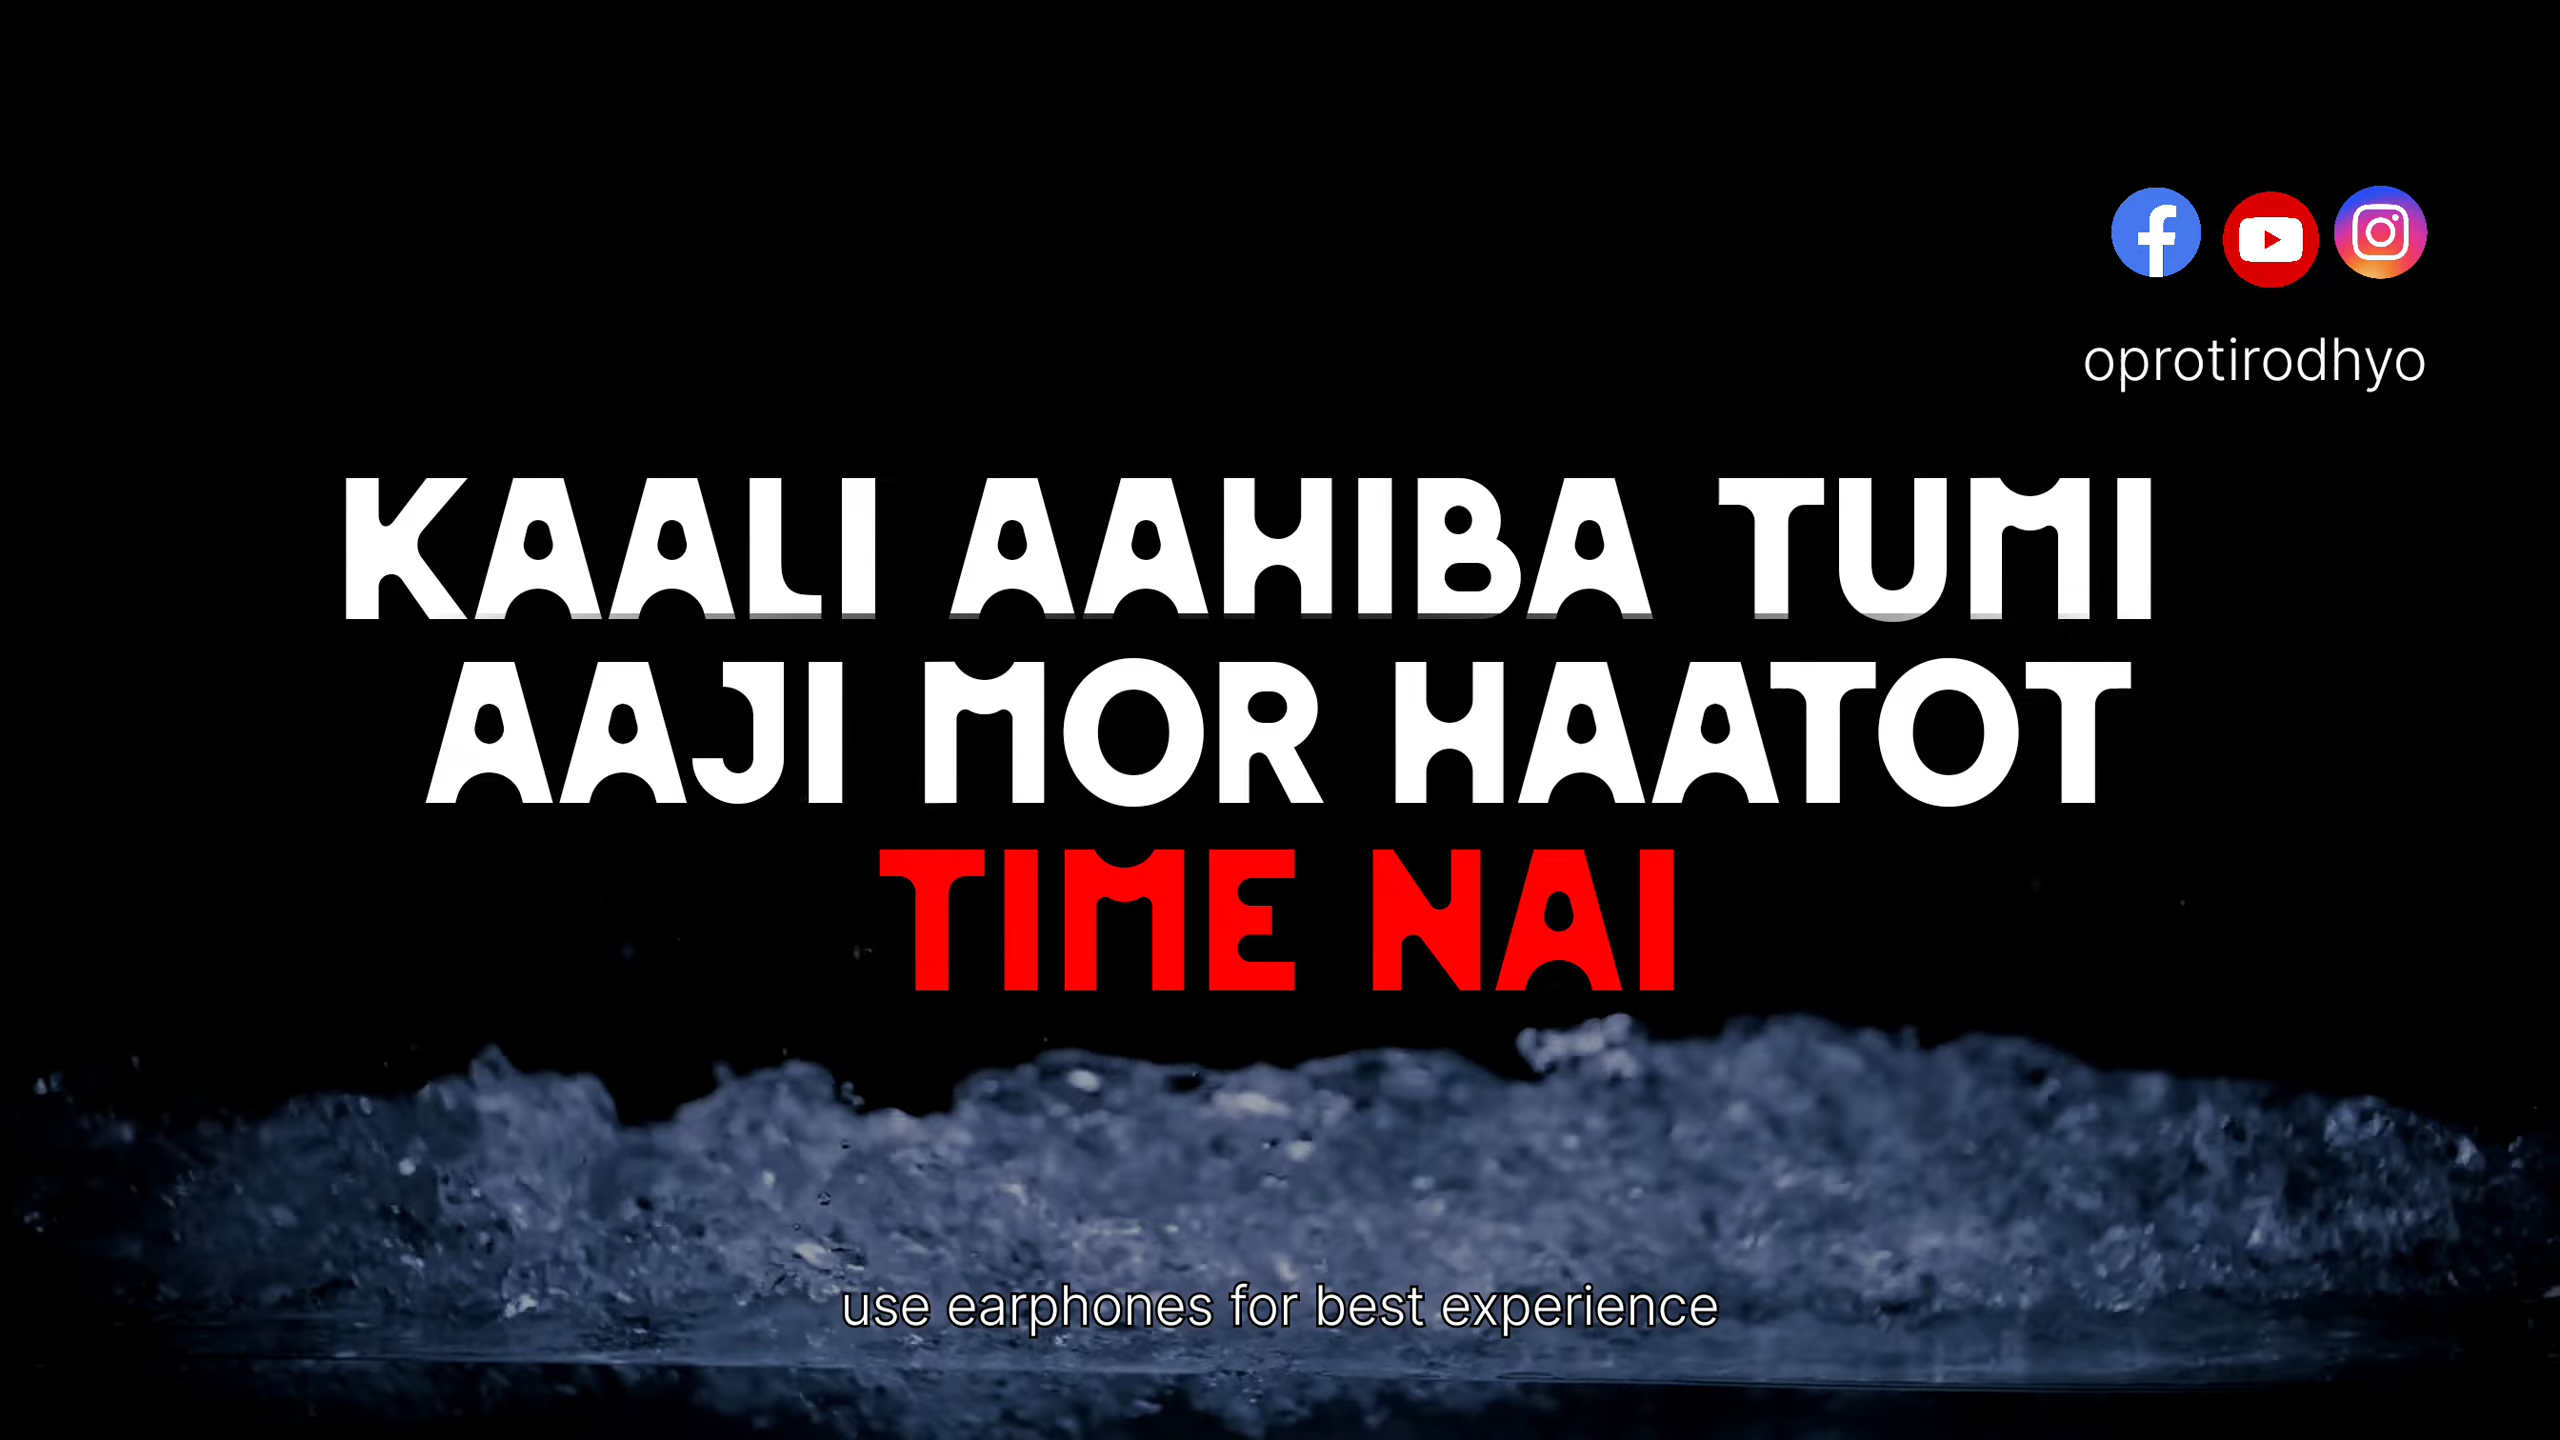 oprotirodhyo
KAALI AAHIBA TUMI
AAJI MOR HAATOT
TIME NAI
use earphones for best experience